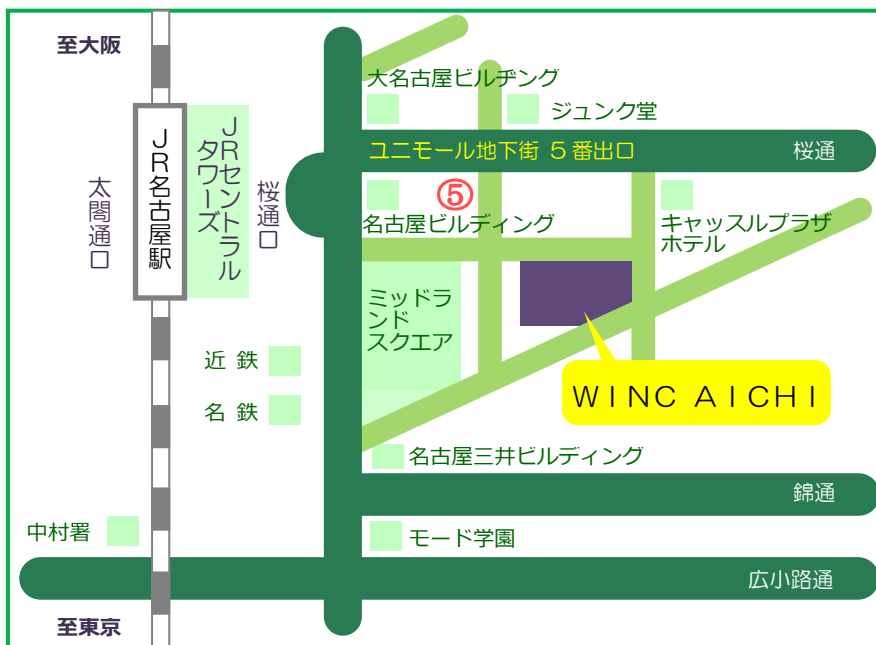 至大阪
大名古屋ビルヂング
ジュンク堂
ユニモール地下街 5番出口
桜通
JR名古屋駅
JRセントラル
タワーズ
桜通口
太閤通口
⑤
名古屋ビルディング
キャッスルプラザ
ホテル
ミッドラ
ンド
スクエア
近 鉄
名 鉄
WINC AICHI
名古屋三井ビルディング
錦通
中村署
モード学園
広小路通
至東京